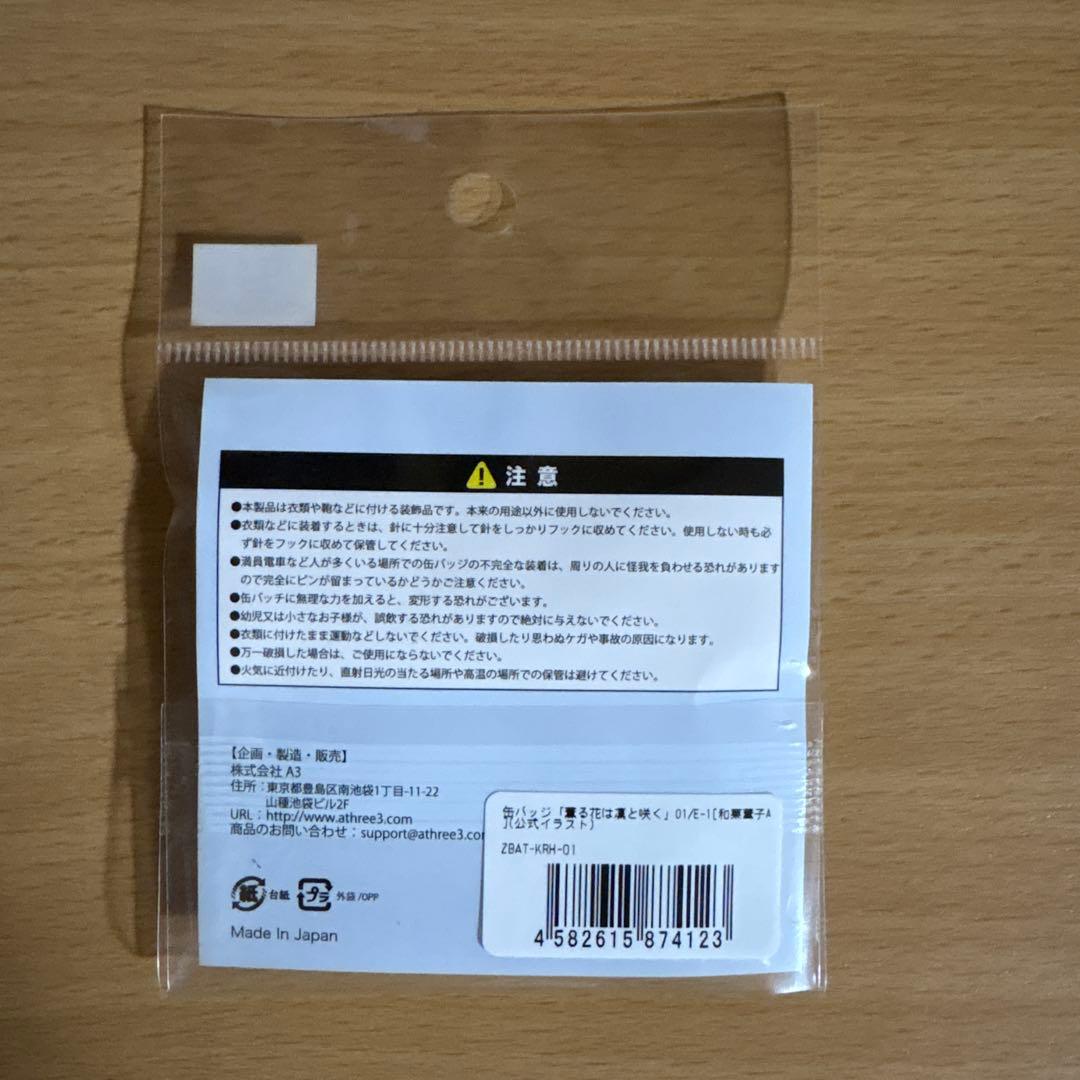 注意
●本製品は衣類や鞄などに付ける装飾品です。本来の用途以外に使用しないでください。
●衣類などに装着するときは、針に十分注意して針をしっかりフックに収めてください。使用しない時も必
ず針をフックに収めて保管してください。
●満員電車など人が多くいる場所での缶バッジの不完全な装着は、周りの人に怪我を負わせる恐れがあります
ので完全にピンが留まっているかどうかご注意ください。
●缶バッチに無理な力を加えると、変形する恐れがございます。
●幼児又は小さなお子様が、誤飲する恐れがありますので絶対に与えないでください。
●衣類に付けたまま運動などしないでください。破損したり思わぬケガや事故の原因になります。
●万一破損した場合は、ご使用にならないでください。
●火気に近付けたり、直射日光の当たる場所や高温の場所での保管は避けてください。
【企画・製造・販売】
株式会社 A3
住所:東京都豊島区南池袋1丁目-11-22
山種池袋ビル2F
URL:http://www.athree3.com
商品のお問い合わせ:support@athree3.cor
紙 台紙 プラ 外袋/OPP
Made In Japan
缶バッジ「薫る花は凛と咲く」01/E-1[和栗薫子A
](公式イラスト)
ZBAT-KRH-01
4 582615 874123